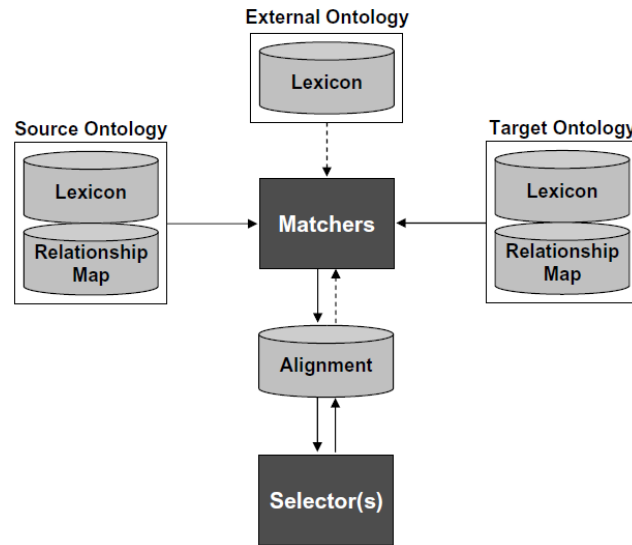 External Ontology
Lexicon
Source Ontology
Lexicon
Relationship
Map
Target Ontology
Lexicon
Relationship
Map
Matchers
Alignment
Selector(s)